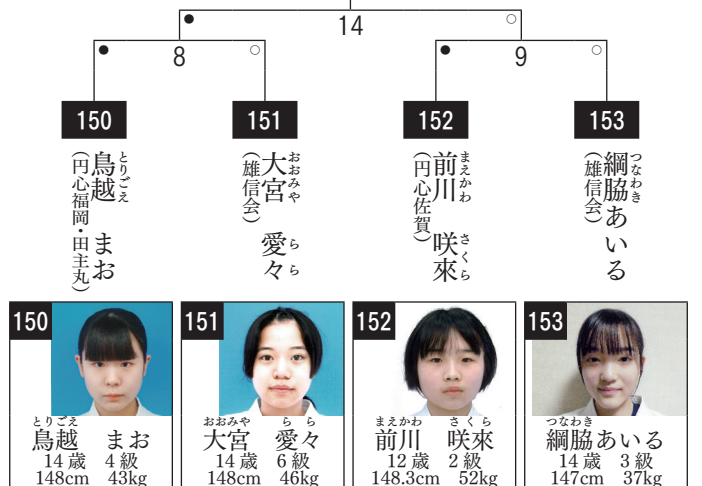 ● 14 ○
● 8 ○
● 9 ○
150
151
152
153
鳥越 まお
とりごえ
(円心福岡・田主丸)
大宮 愛々
おおみや らら
(雄信会)
前川 咲來
まえかわ さくら
(円心佐賀)
綱脇あいる
つなわき
(雄信会)
150
とりごえ
鳥越 まお
14歳 4級
148cm 43kg
151
おおみや らら
大宮 愛々
14歳 6級
148cm 46kg
152
まえかわ さくら
前川 咲來
12歳 2級
148.3cm 52kg
153
つなわき
綱脇あいる
14歳 3級
147cm 37kg